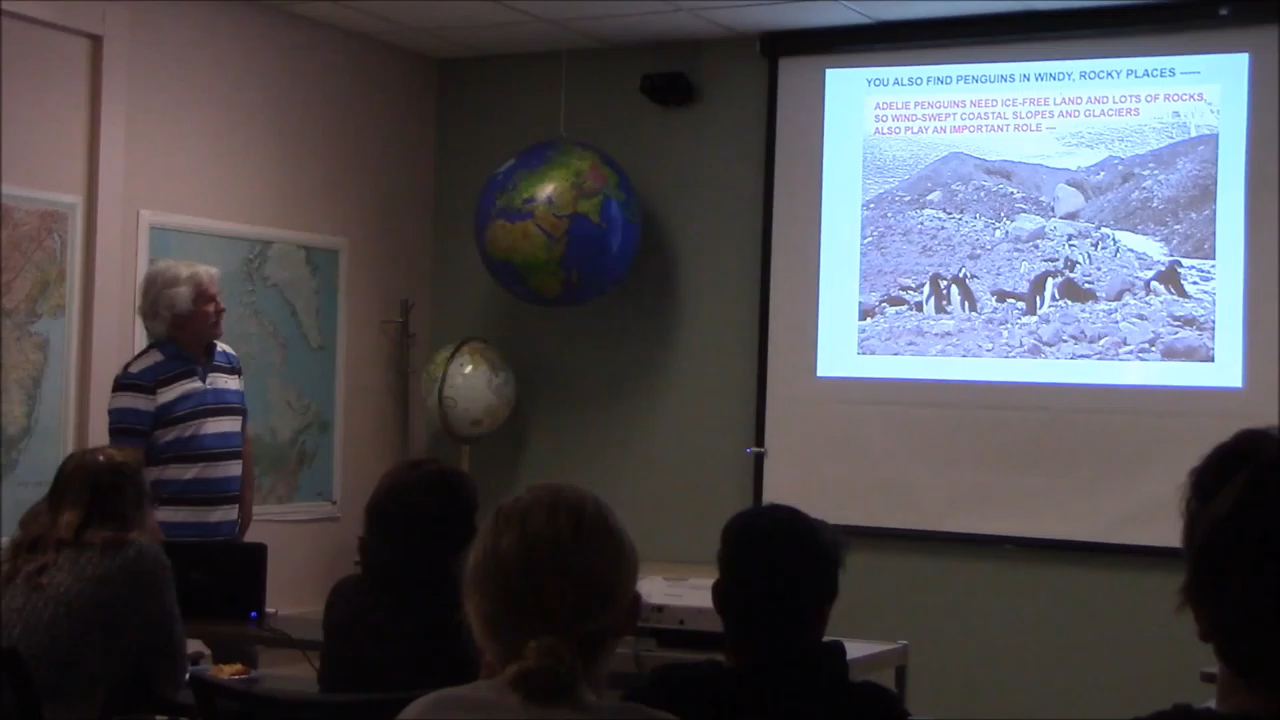 YOU ALSO FIND PENGUINS IN WINDY, ROCKY PLACES ----
ADELIE PENGUINS NEED ICE-FREE LAND AND LOTS OF ROCKS,
SO WIND-SWEPT COASTAL SLOPES AND GLACIERS
ALSO PLAY AN IMPORTANT ROLE ---